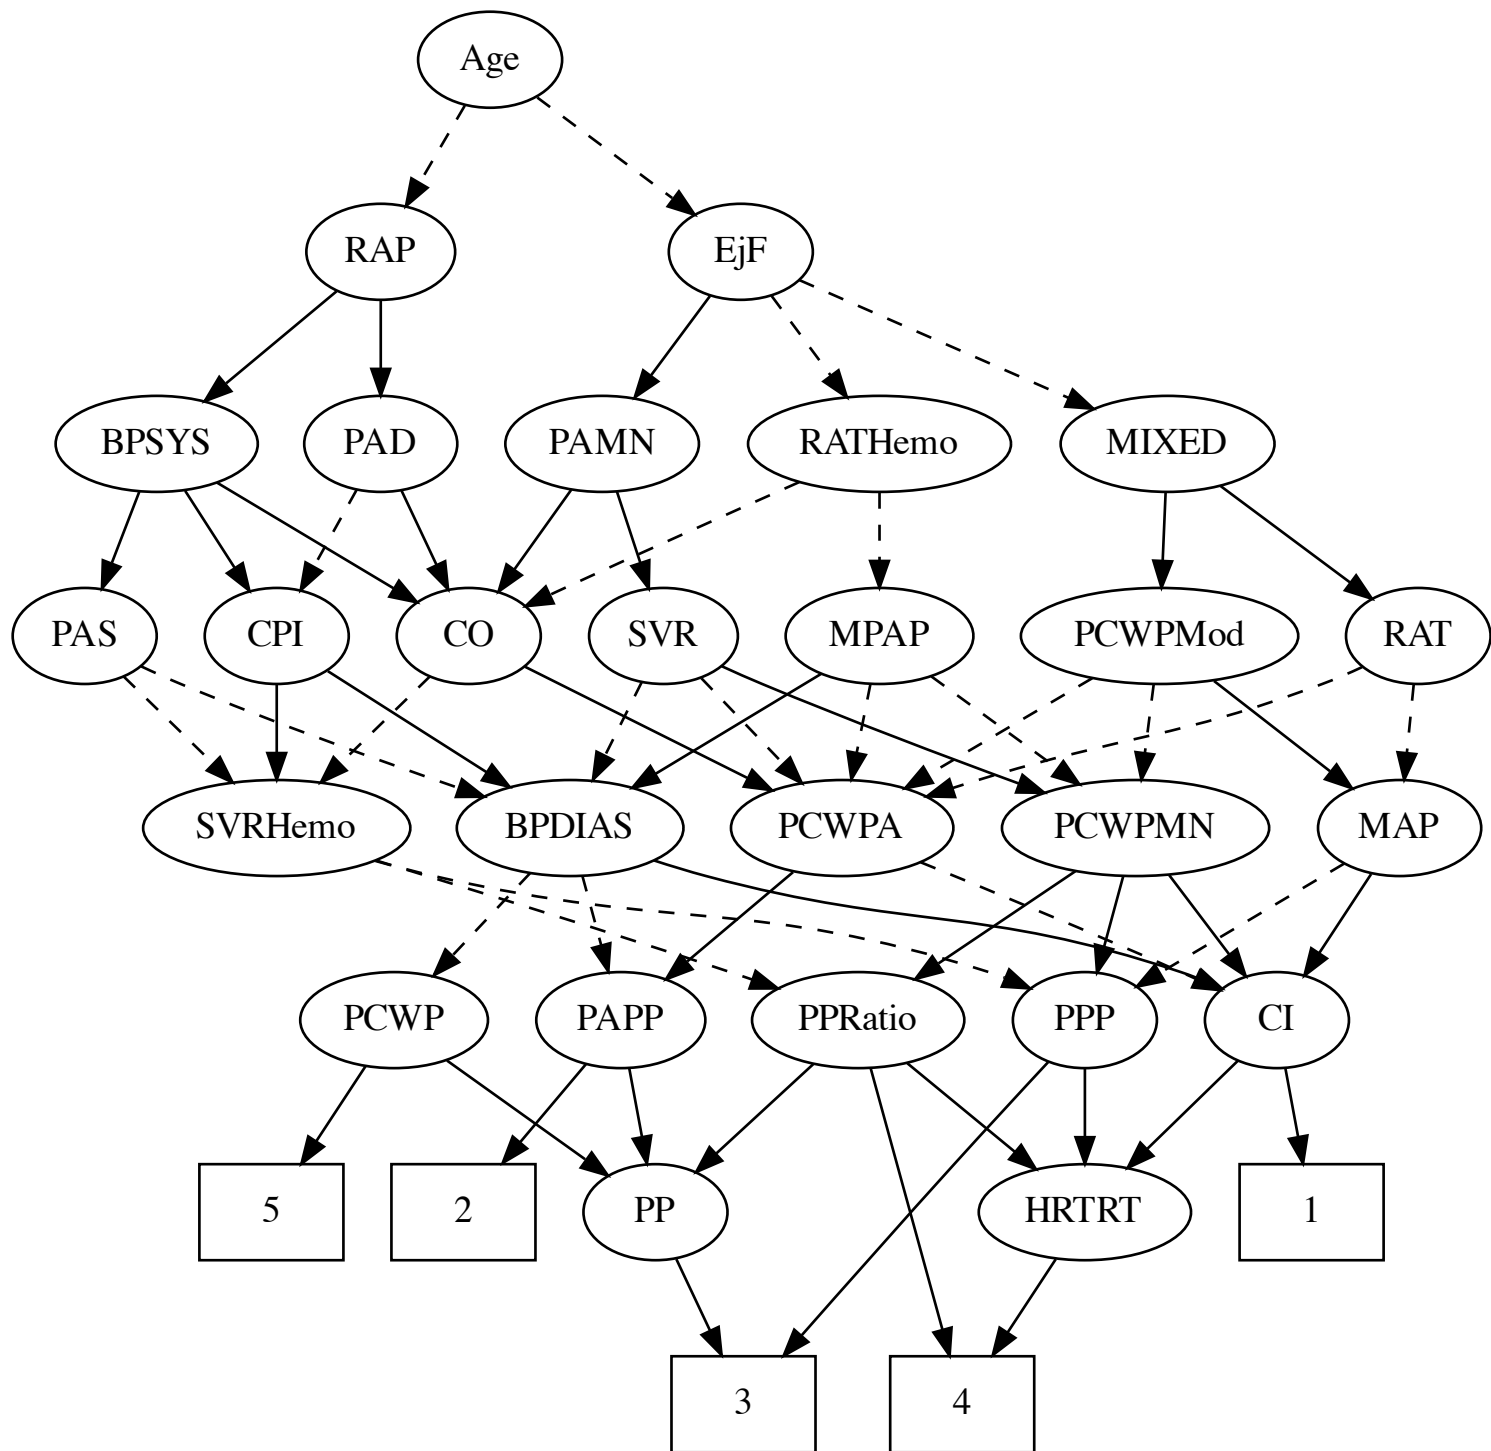 Age
RAP
EjF
BPSYS
PAD
PAMN
RATHemo
MIXED
PAS
CPI
CO
SVR
MPAP
PCWPMod
RAT
SVRHemo
BPDIAS
PCWPA
PCWPMN
MAP
PCWP
PAPP
PPRatio
PPP
CI
5
2
PP
HRTRT
1
3
4